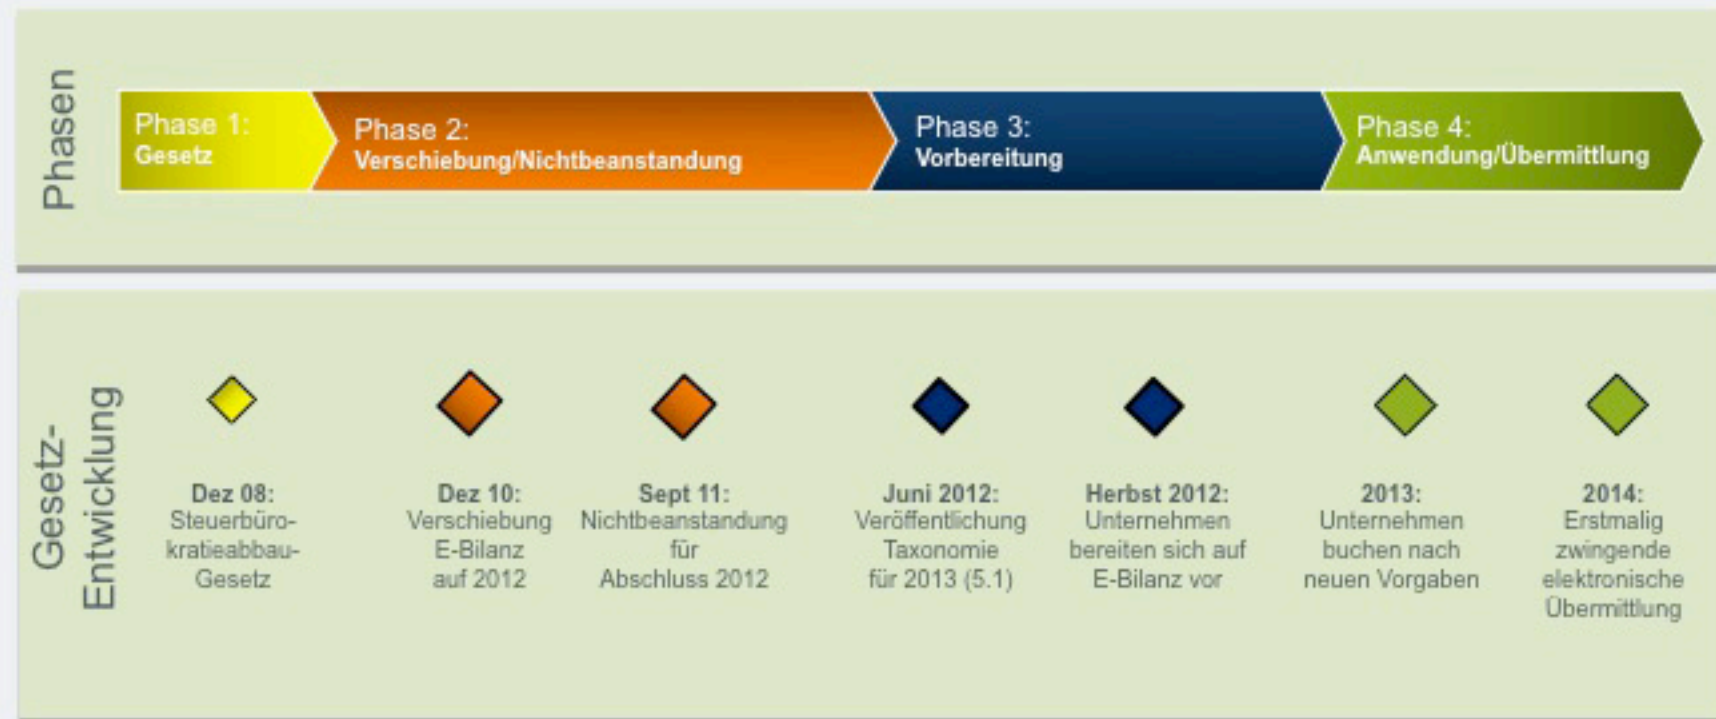 Phasen
Phase 1:
Gesetz
Phase 2:
Verschiebung/Nichtbeanstandung
Phase 3:
Vorbereitung
Phase 4:
Anwendung/Übermittlung
Gesetz-
Entwicklung
Dez 08:
Steuerbüro-
kratieabbau-
Gesetz
Dez 10:
Verschiebung
E-Bilanz
auf 2012
Sept 11:
Nichtbeanstandung
für
Abschluss 2012
Juni 2012:
Veröffentlichung
Taxonomie
für 2013 (5.1)
Herbst 2012:
Unternehmen
bereiten sich auf
E-Bilanz vor
2013:
Unternehmen
buchen nach
neuen Vorgaben
2014:
Erstmalig
zwingende
elektronische
Übermittlung